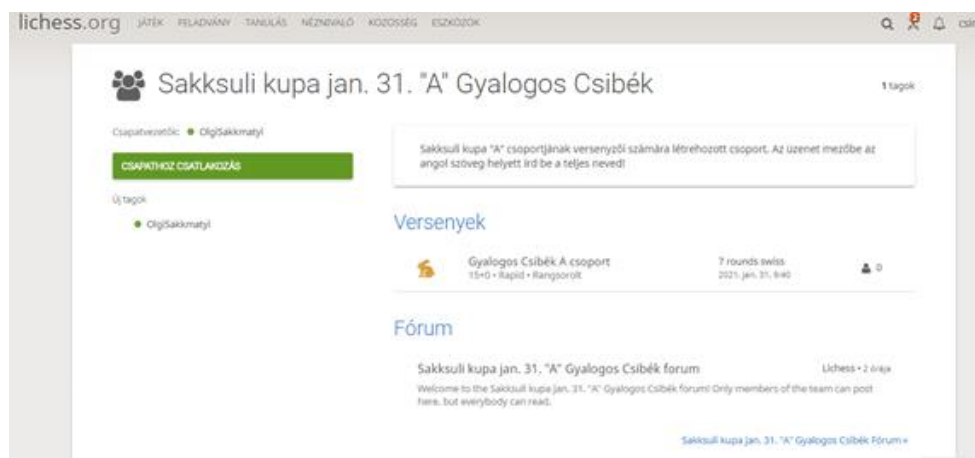 lichess.org JÁTÉK FELADVÁNY TANULÁS NÉZNIVALÓ KÖZÖSSÉG ESZKÖZÖK
2
Sakksuli kupa jan. 31. "A" Gyalogos Csibék
1 tagok
Csapatvezetők: OlgiSakkmatyi
CSAPATHOZ CSATLAKOZÁS
Új tagok
OlgiSakkmatyi
Sakksuli kupa "A" csoportjának versenyzői számára létrehozott csoport. Az üzenet mezőbe az
angol szöveg helyett írd be a teljes neved!
Versenyek
Gyalogos Csibék A csoport
15+0 • Rapid • Rangsorolt
7 rounds swiss
2021. jan. 31. 9:40
0
Fórum
Sakksuli kupa jan. 31. "A" Gyalogos Csibék forum
Lichess • 2 órája
Welcome to the Sakksuli kupa jan. 31. "A" Gyalogos Csibék forum! Only members of the team can post
here, but everybody can read.
Sakksuli kupa jan. 31. "A" Gyalogos Csibék Fórum »